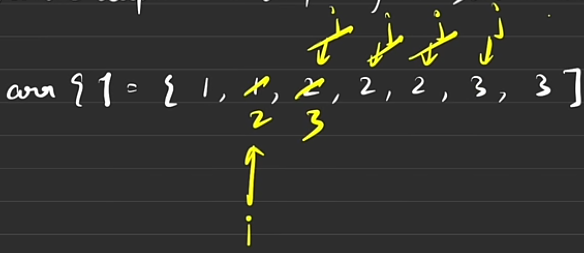 j j j j
arr { ] = { 1, 1, 2, 2, 2, 3, 3 ]
2 3
i